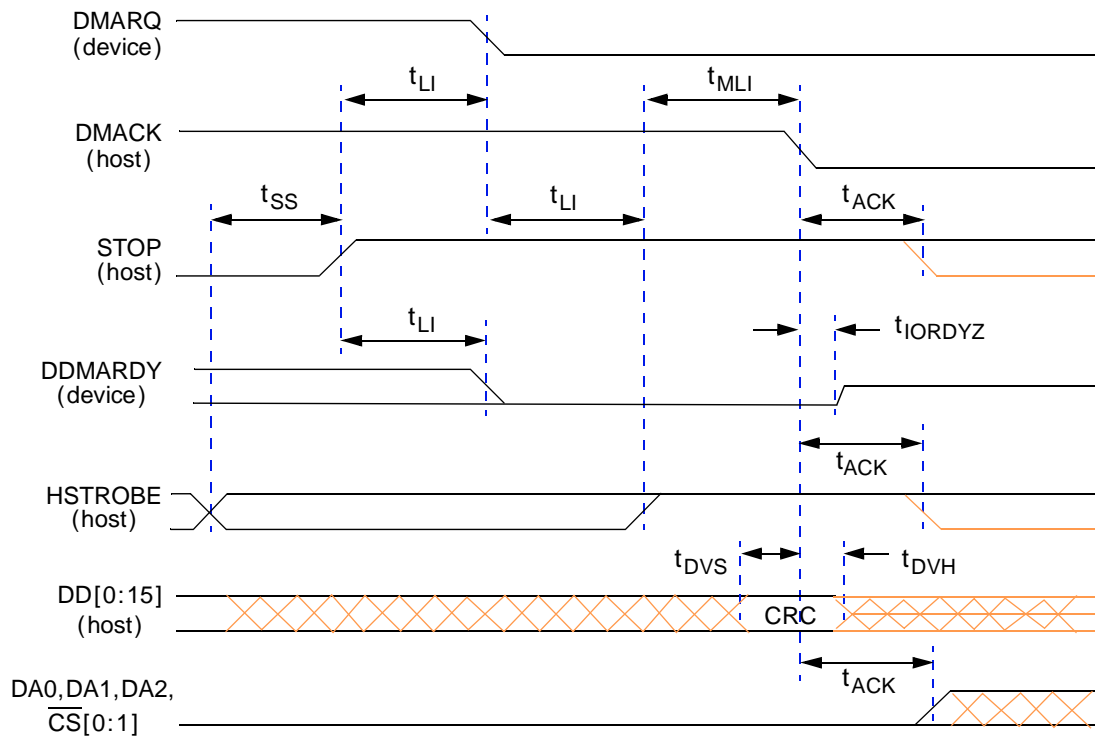 DMARQ
(device)
tLI
tMLI
DMACK
(host)
tSS
tLI
tACK
STOP
(host)
tLI
tIORDYZ
DDMARDY
(device)
tACK
HSTROBE
(host)
tDVS
tDVH
DD[0:15]
(host)
CRC
tACK
DA0,DA1,DA2,
CS[0:1]